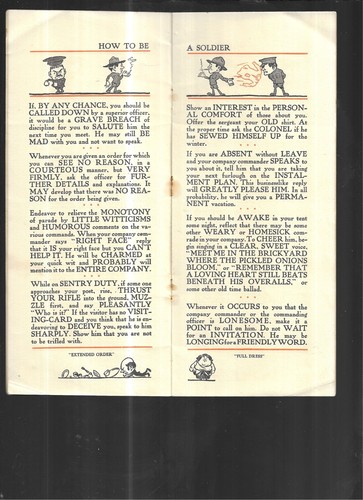 HOW TO BE
If, BY ANY CHANCE, you should be
CALLED DOWN by a superior officer,
it would be a GRAVE BREACH of
discipline for you to SALUTE him the
next time you meet. He may still BE
MAD with you and not want to speak.
Whenever you are given an order for which
you can SEE NO REASON, in a
COURTEOUS manner, but VERY
FIRMLY, ask the officer for FUR-
THER DETAILS and explanations. It
MAY develop that there was NO REA-
SON for the order being given.
Endeavor to relieve the MONOTONY
of parade by LITTLE WITTICISMS
and HUMOROUS comments on the va-
rious commands. When your company com-
mander says "RIGHT FACE" reply
that it IS your right face but you CAN'T
HELP IT. He will be CHARMED at
your quick wit and PROBABLY will
mention it to the ENTIRE COMPANY.
While on SENTRY DUTY, if some one
approaches your post, rise, THRUST
YOUR RIFLE into the ground, MUZ-
ZLE first, and say PLEASANTLY
"Who is it?" If the visitor has no VISIT-
ING-CARD and you think that he is en-
deavoring to DECEIVE you, speak to him
SHARPLY. Show him that you are not
to be trifled with.
"EXTENDED ORDER"
A SOLDIER
Show an INTEREST in the PERSON-
AL COMFORT of those about you.
Offer the sergeant your OLD shirt. At
the proper time ask the COLONEL if he
has SEWED HIMSELF UP for the
winter.
If you are ABSENT without LEAVE
and your company commander SPEAKS to
you about it, tell him that you are taking
your next furlough on the INSTAL-
MENT PLAN. This businesslike reply
will GREATLY PLEASE HIM. In all
probability, he will give you a PERMA-
NENT vacation.
If you should be AWAKE in your tent
some night, reflect that there may be some
other WEARY or HOMESICK com-
rade in your company. To CHEER him, be-
gin singing in a CLEAR, SWEET voice,
"MEET ME IN THE BRICKYARD
WHERE THE PICKLED ONIONS
BLOOM," or "REMEMBER THAT
A LOVING HEART STILL BEATS
BENEATH HIS OVERALLS," or
some other old time ballad.
Whenever it OCCURS to you that the
company commander or the commanding
officer is LONESOME, make it a
POINT to call on him. Do not WAIT
for an INVITATION. He may be
LONGING for a FRIENDLY WORD.
"FULL DRESS"